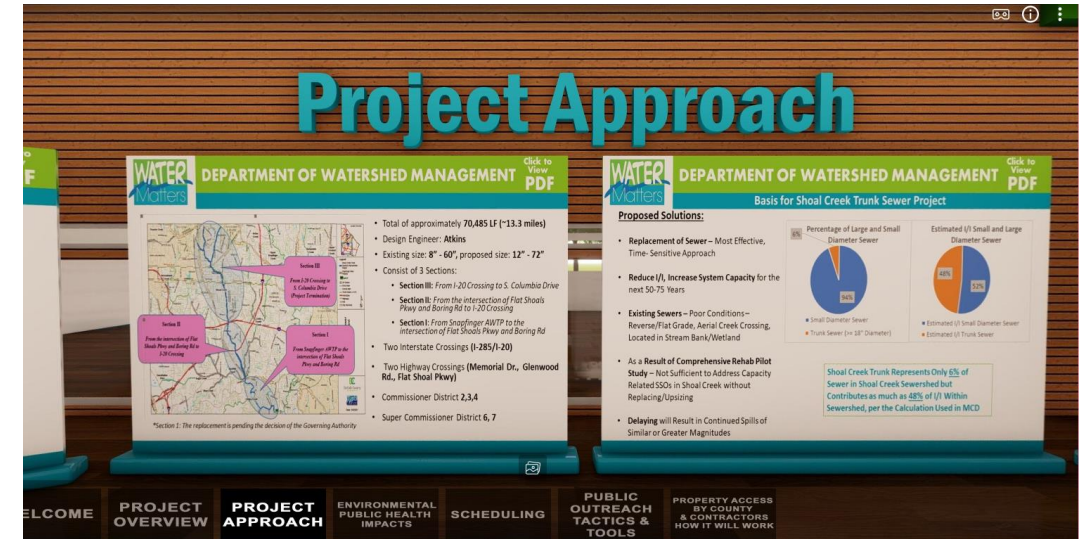 Project Approach
F
WATER
Matters
DEPARTMENT OF WATERSHED MANAGEMENT
Click to
View
PDF
Section III
From I-20 Crossing to
S. Columbia Drive
(Project Termination)
Section II
From the intersection of Flat
Shoals Pkwy and Boring Rd to
I-20 Crossing
Section I
From Snapfinger AWTP to the
intersection of Flat Shoals
Pkwy and Boring Rd
• Total of approximately 70,485 LF (~13.3 miles)
• Design Engineer: Atkins
• Existing size: 8" - 60", proposed size: 12" - 72"
• Consist of 3 Sections:
• Section III: From I-20 Crossing to S. Columbia Drive
• Section II: From the intersection of Flat Shoals
Pkwy and Boring Rd to I-20 Crossing
• Section I: From Snapfinger AWTP to the
intersection of Flat Shoals Pkwy and Boring Rd
• Two Interstate Crossings (I-285/I-20)
• Two Highway Crossings (Memorial Dr., Glenwood
Rd., Flat Shoal Pkwy)
• Commissioner District 2,3,4
• Super Commissioner District 6, 7
*Section 1: The replacement is pending the decision of the Governing Authority
WATER
Matters
DEPARTMENT OF WATERSHED MANAGEMENT
Click to
View
PDF
Basis for Shoal Creek Trunk Sewer Project
Proposed Solutions:
• Replacement of Sewer – Most Effective,
Time- Sensitive Approach
• Reduce I/I, Increase System Capacity for the
next 50-75 Years
• Existing Sewers – Poor Conditions –
Reverse/Flat Grade, Aerial Creek Crossing,
Located in Stream Bank/Wetland
• As a Result of Comprehensive Rehab Pilot
Study – Not Sufficient to Address Capacity
Related SSOs in Shoal Creek without
Replacing/Upsizing
• Delaying will Result in Continued Spills of
Similar or Greater Magnitudes
Percentage of Large and Small
Diameter Sewer
6%
94%
Small Diameter Sewer
Trunk Sewer (>= 18" Diameter)
Estimated I/I Small and Large
Diameter Sewer
48%
52%
Estimated I/I Small Diameter Sewer
Estimated I/I Trunk Sewer
Shoal Creek Trunk Represents Only 6% of
Sewer in Shoal Creek Sewershed but
Contributes as much as 48% of I/I Within
Sewershed, per the Calculation Used in MCD
ELCOME
PROJECT
OVERVIEW
PROJECT
APPROACH
ENVIRONMENTAL
PUBLIC HEALTH
IMPACTS
SCHEDULING
PUBLIC
OUTREACH
TACTICS &
TOOLS
PROPERTY ACCESS
BY COUNTY
& CONTRACTORS
HOW IT WILL WORK